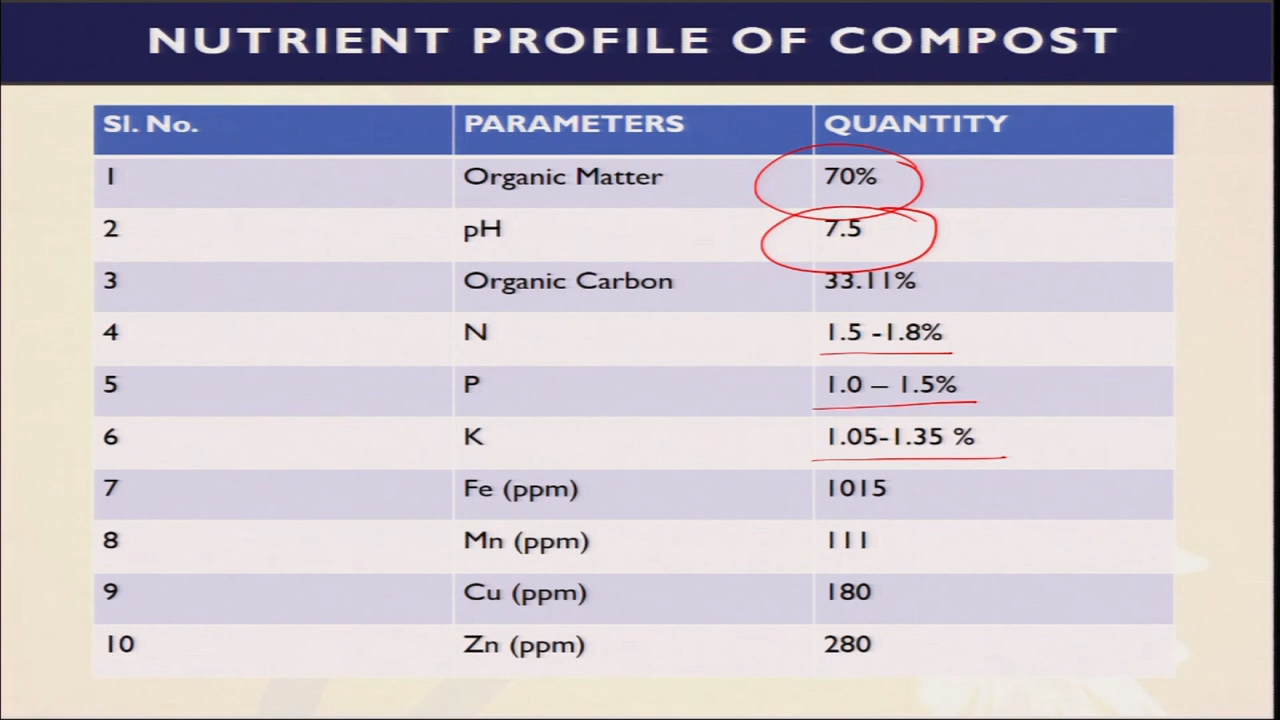 NUTRIENT PROFILE OF COMPOST
Sl. No. PARAMETERS QUANTITY
1 Organic Matter 70%
2 pH 7.5
3 Organic Carbon 33.11%
4 N 1.5 -1.8%
5 P 1.0 – 1.5%
6 K 1.05-1.35 %
7 Fe (ppm) 1015
8 Mn (ppm) 111
9 Cu (ppm) 180
10 Zn (ppm) 280